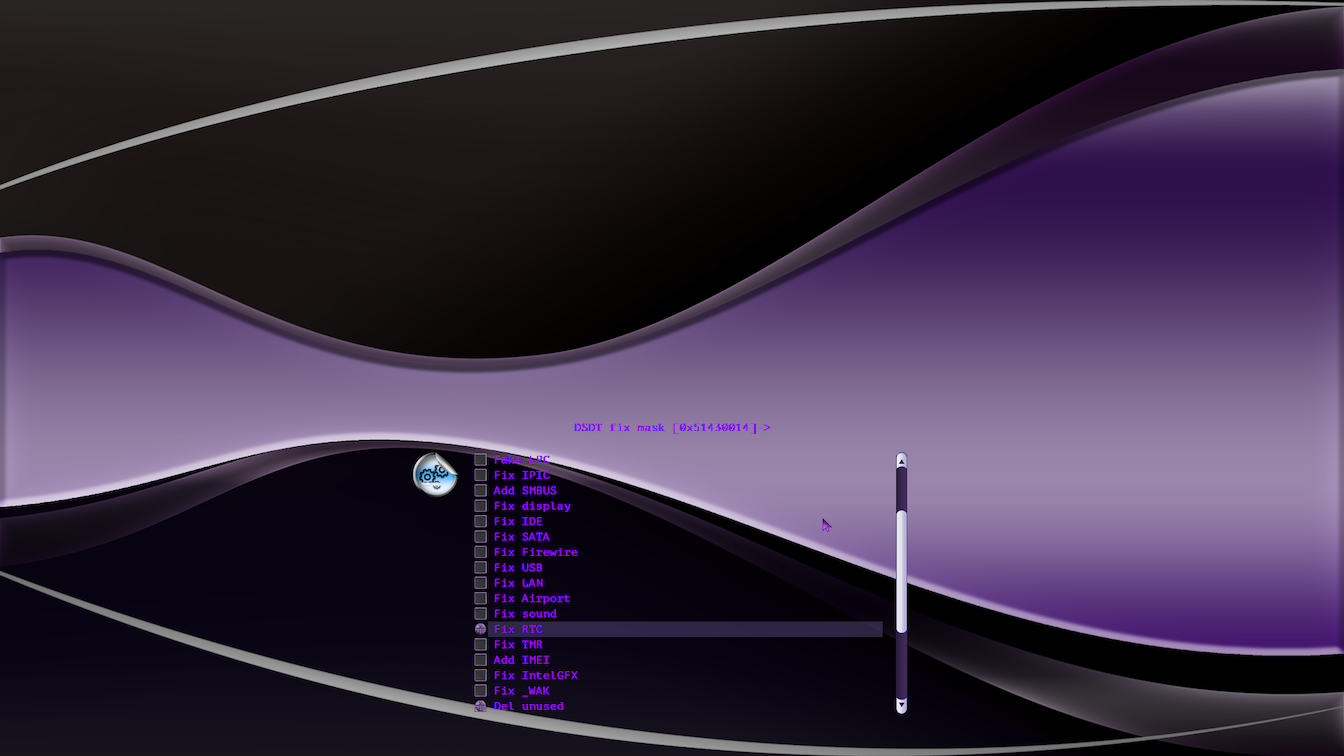 DSDT fix mask [0x51430014]->
Fake LPC
Fix IPIC
Add SMBUS
Fix display
Fix IDE
Fix SATA
Fix Firewire
Fix USB
Fix LAN
Fix Airport
Fix sound
Fix RTC
Fix TMR
Add IMEI
Fix IntelGFX
Fix _WAK
Del unused